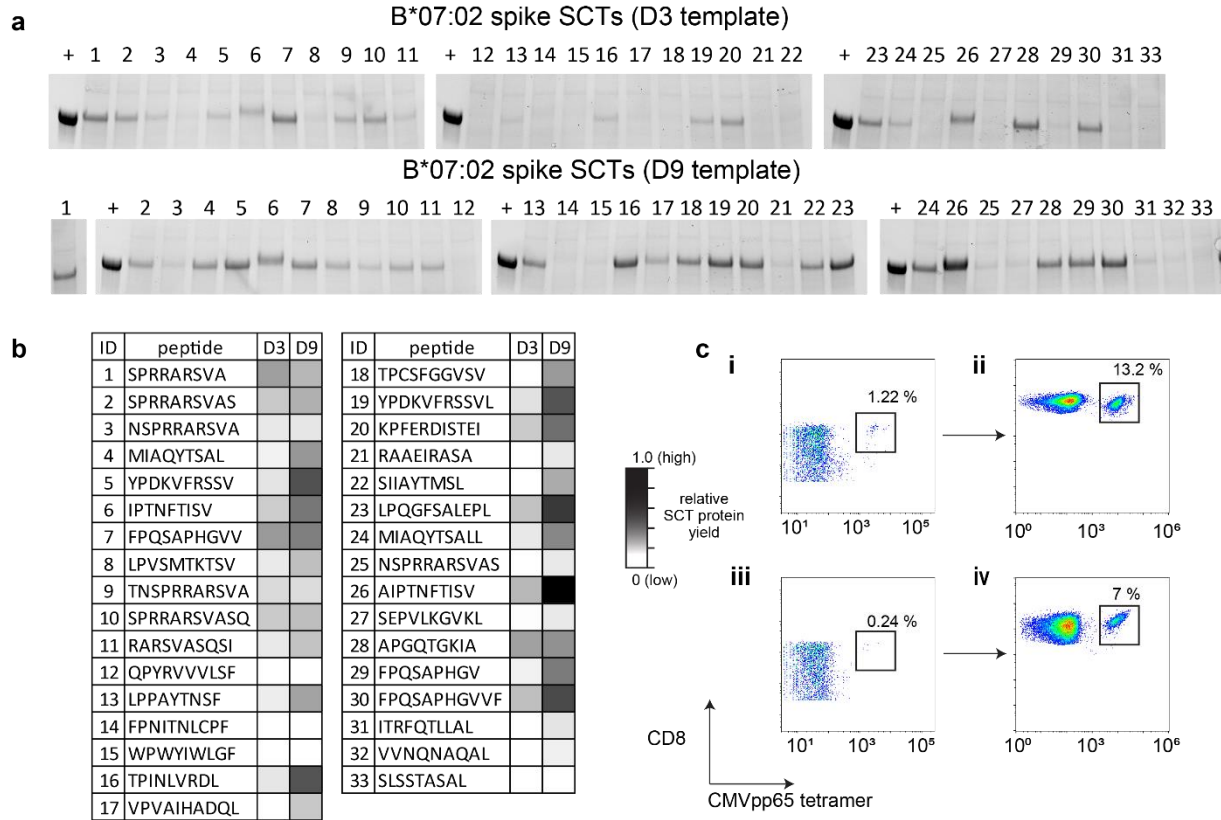 a
B*07:02 spike SCTs (D3 template)
+ 1 2 3 4 5 6 7 8 9 10 11
+ 12 13 14 15 16 17 18 19 20 21 22
+ 23 24 25 26 27 28 29 30 31 33
B*07:02 spike SCTs (D9 template)
1
+ 2 3 4 5 6 7 8 9 10 11 12
+ 13 14 15 16 17 18 19 20 21 22 23
+ 24 26 25 27 28 29 30 31 32 33
b
ID peptide D3 D9
1 SPRRARSVA
2 SPRRARSVAS
3 NSPRRARSVA
4 MIAQYTSAL
5 YPDKVFRSSV
6 IPTNFTISV
7 FPQSAPHGVV
8 LPVSMTKTSV
9 TNSPRRARSVA
10 SPRRARSVASQ
11 RARSVASQSI
12 QPYRVVVLSF
13 LPPAYTNSF
14 FPNITNLCPF
15 WPWYIWLGF
16 TPINLVRDL
17 VPVAIHADQL
ID peptide D3 D9
18 TPCSFGGVSV
19 YPDKVFRSSVL
20 KPFERDISTEI
21 RAAEIRASA
22 SIIAYTMSL
23 LPQGFSALEPL
24 MIAQYTSALL
25 NSPRRARSVAS
26 AIPTNFTISV
27 SEPVLKGVKL
28 APGQTGKIA
29 FPQSAPHGV
30 FPQSAPHGVVF
31 ITRFQTLLAL
32 VVNQNAQAL
33 SLSSTASAL
1.0 (high)
relative
SCT protein
yield
0 (low)
c
i
1.22 %
10¹ 10³ 10⁵
ii
13.2 %
10⁰ 10³ 10⁶
iii
0.24 %
10¹ 10³ 10⁵
iv
7 %
10⁰ 10³ 10⁶
CD8
CMVpp65 tetramer